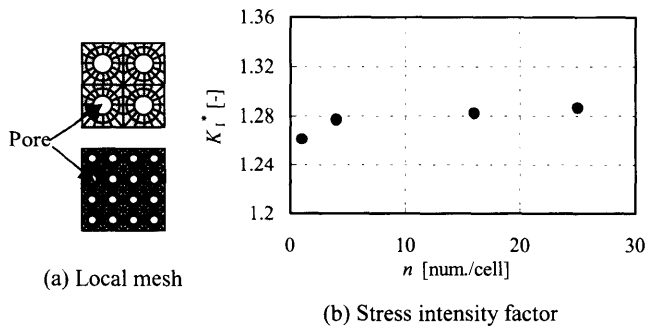 Pore
(a) Local mesh
1.36
1.32
1.28
1.24
1.2
K_I^* [-]
0
10
20
30
n [num./cell]
(b) Stress intensity factor